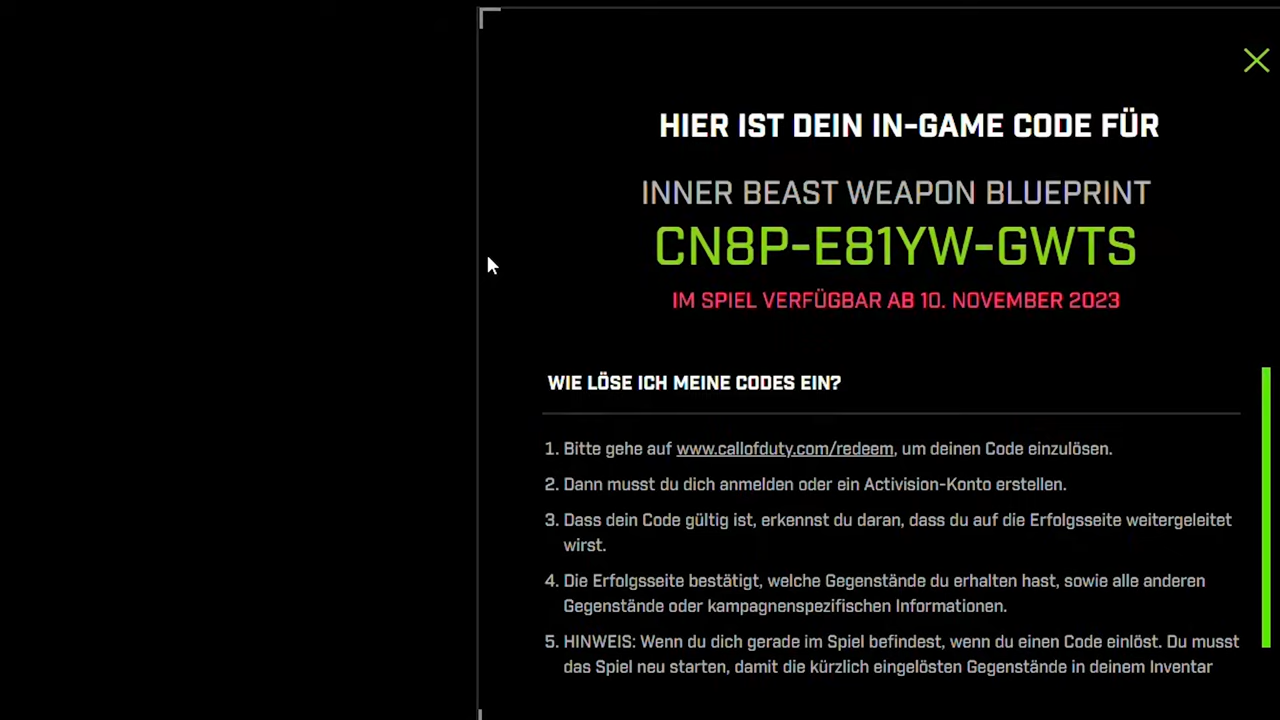 HIER IST DEIN IN-GAME CODE FÜR
INNER BEAST WEAPON BLUEPRINT
CN8P-E81YW-GWTS
IM SPIEL VERFÜGBAR AB 10. NOVEMBER 2023
WIE LÖSE ICH MEINE CODES EIN?
1. Bitte gehe auf www.callofduty.com/redeem, um deinen Code einzulösen.
2. Dann musst du dich anmelden oder ein Activision-Konto erstellen.
3. Dass dein Code gültig ist, erkennst du daran, dass du auf die Erfolgsseite weitergeleitet
wirst.
4. Die Erfolgsseite bestätigt, welche Gegenstände du erhalten hast, sowie alle anderen
Gegenstände oder kampagnenspezifischen Informationen.
5. HINWEIS: Wenn du dich gerade im Spiel befindest, wenn du einen Code einlöst. Du musst
das Spiel neu starten, damit die kürzlich eingelösten Gegenstände in deinem Inventar